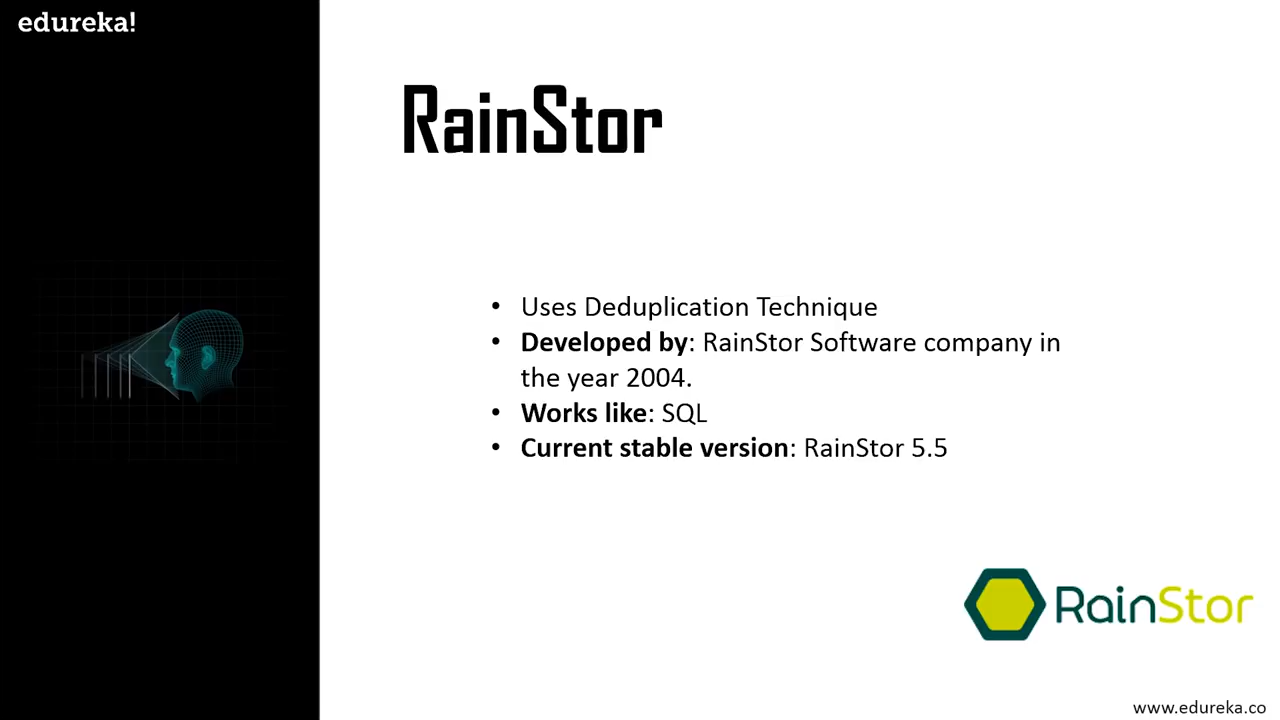 edureka!
RainStor
• Uses Deduplication Technique
• Developed by: RainStor Software company in
the year 2004.
• Works like: SQL
• Current stable version: RainStor 5.5
RainStor
www.edureka.co